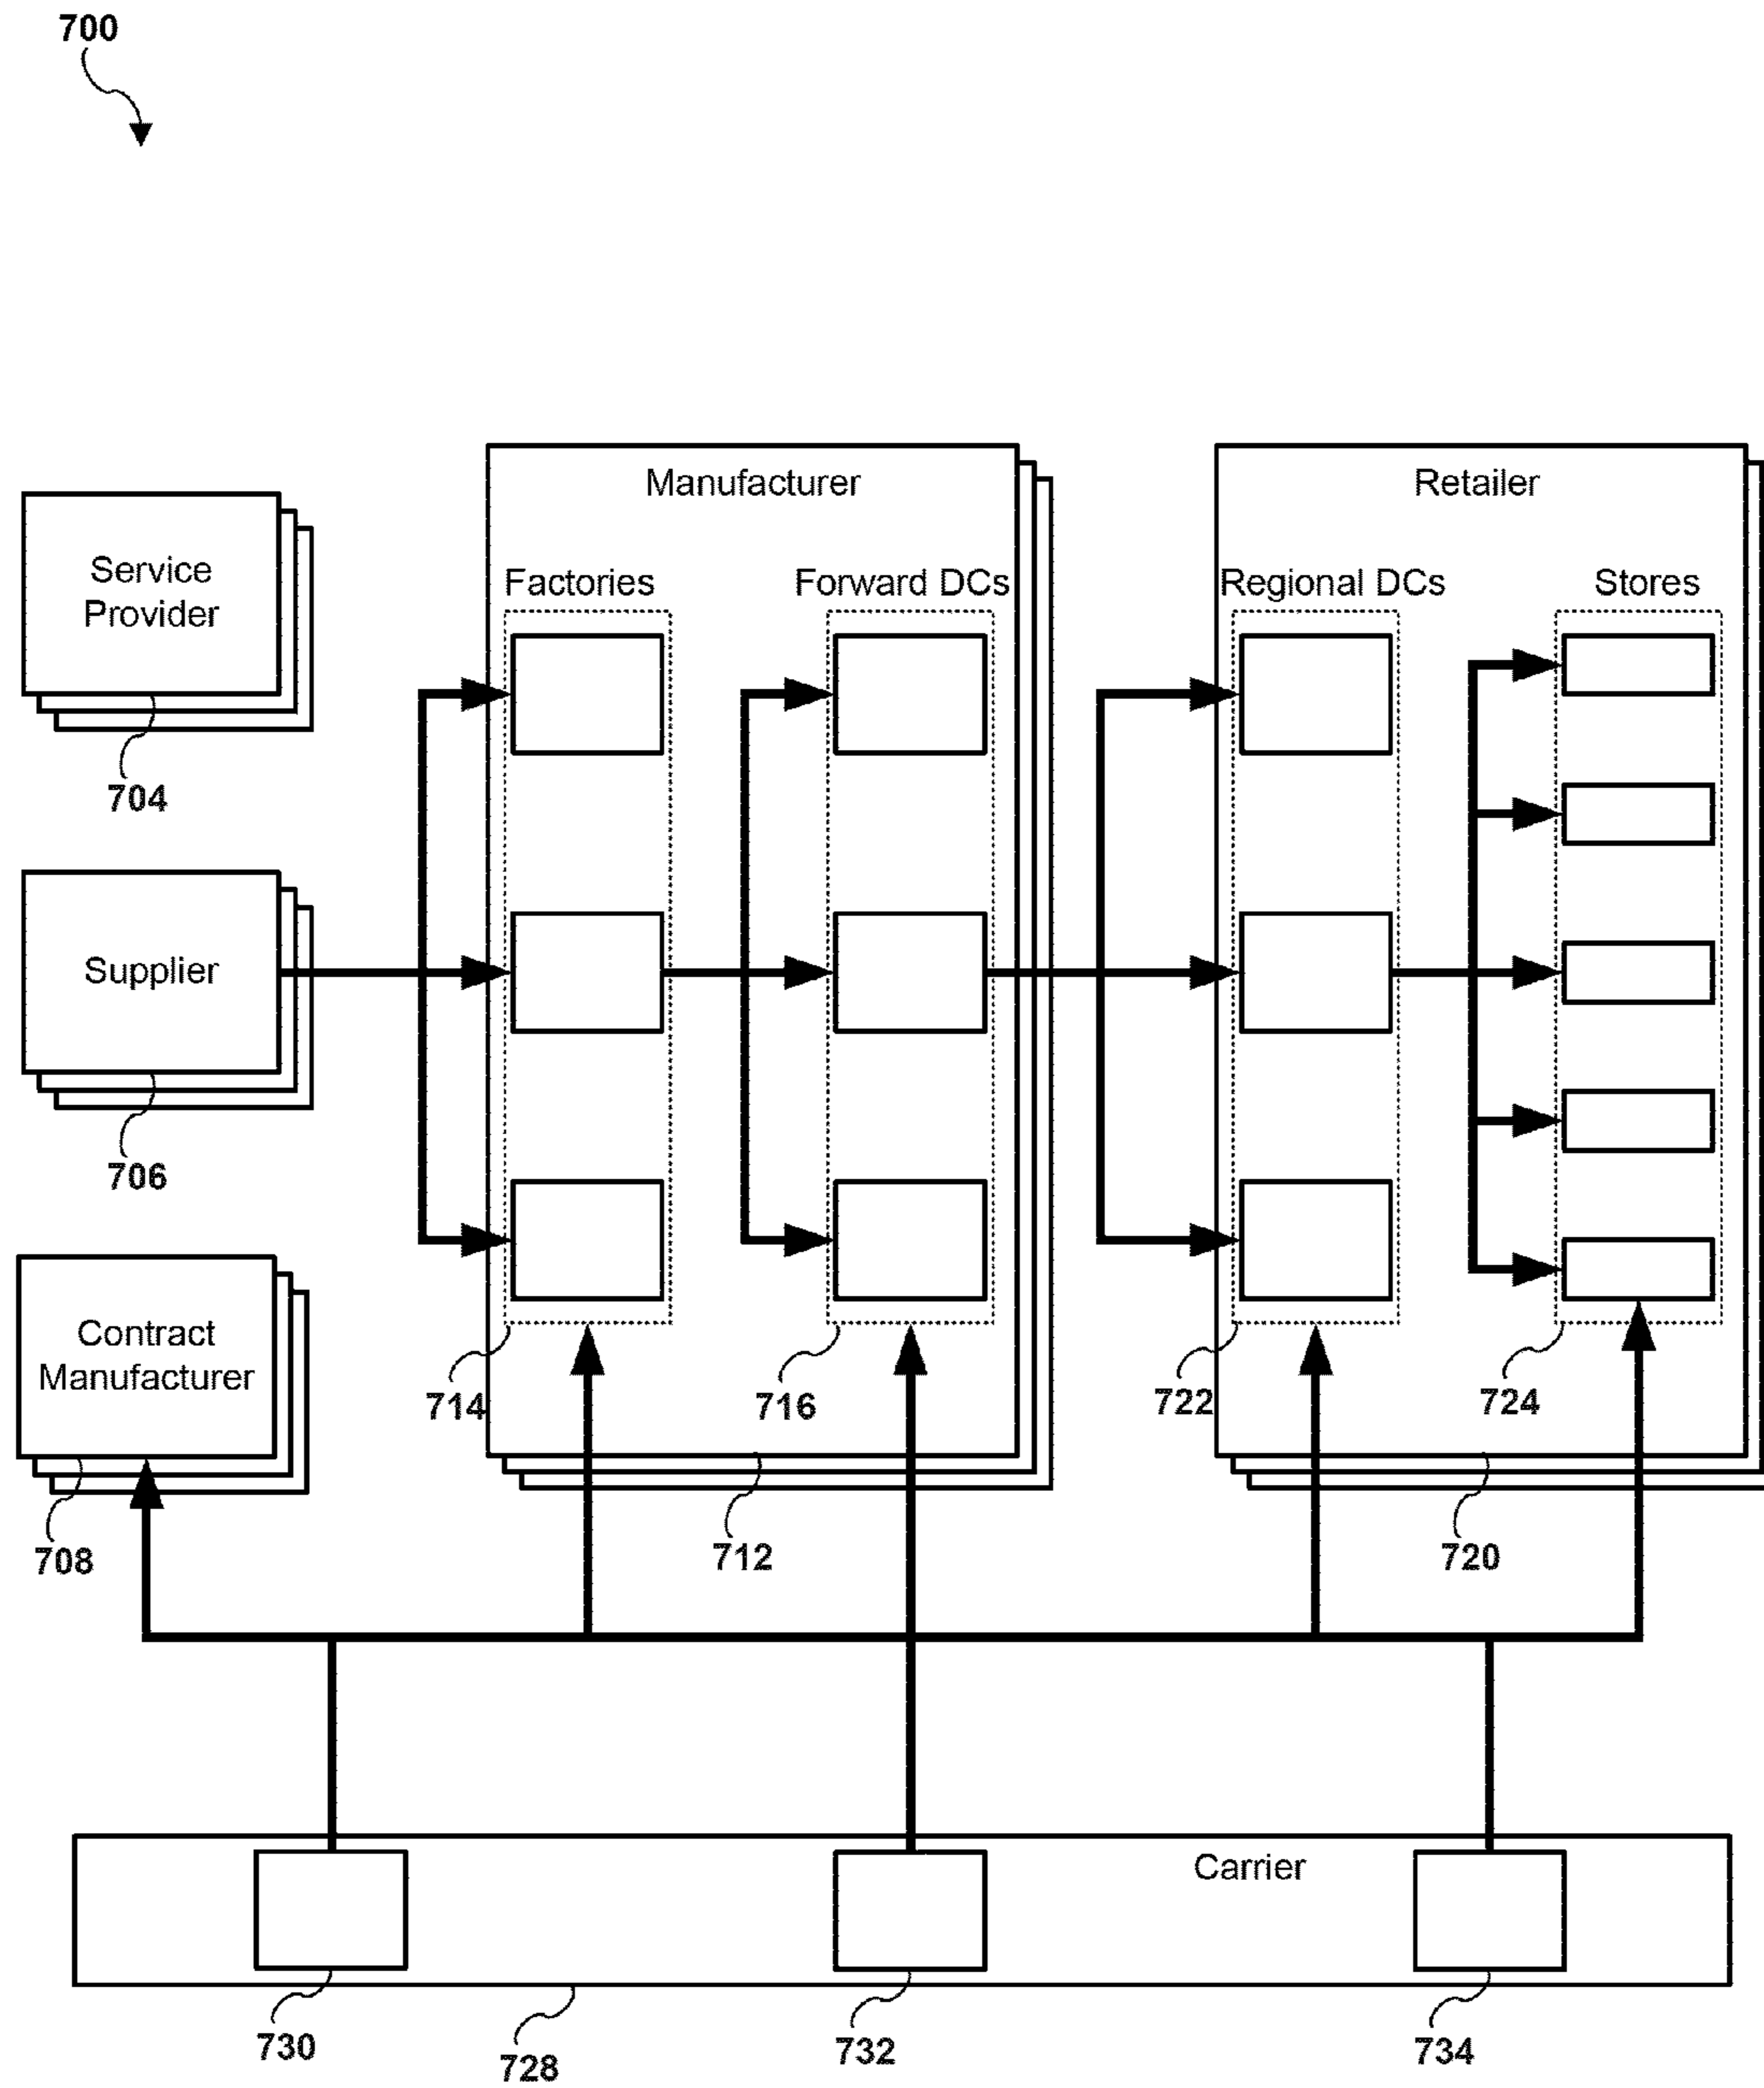 700
Manufacturer
Retailer
Service
Provider
Factories
Forward DCs
Regional DCs
Stores
704
Supplier
706
Contract
Manufacturer
714
716
722
724
708
712
720
Carrier
730
728
732
734